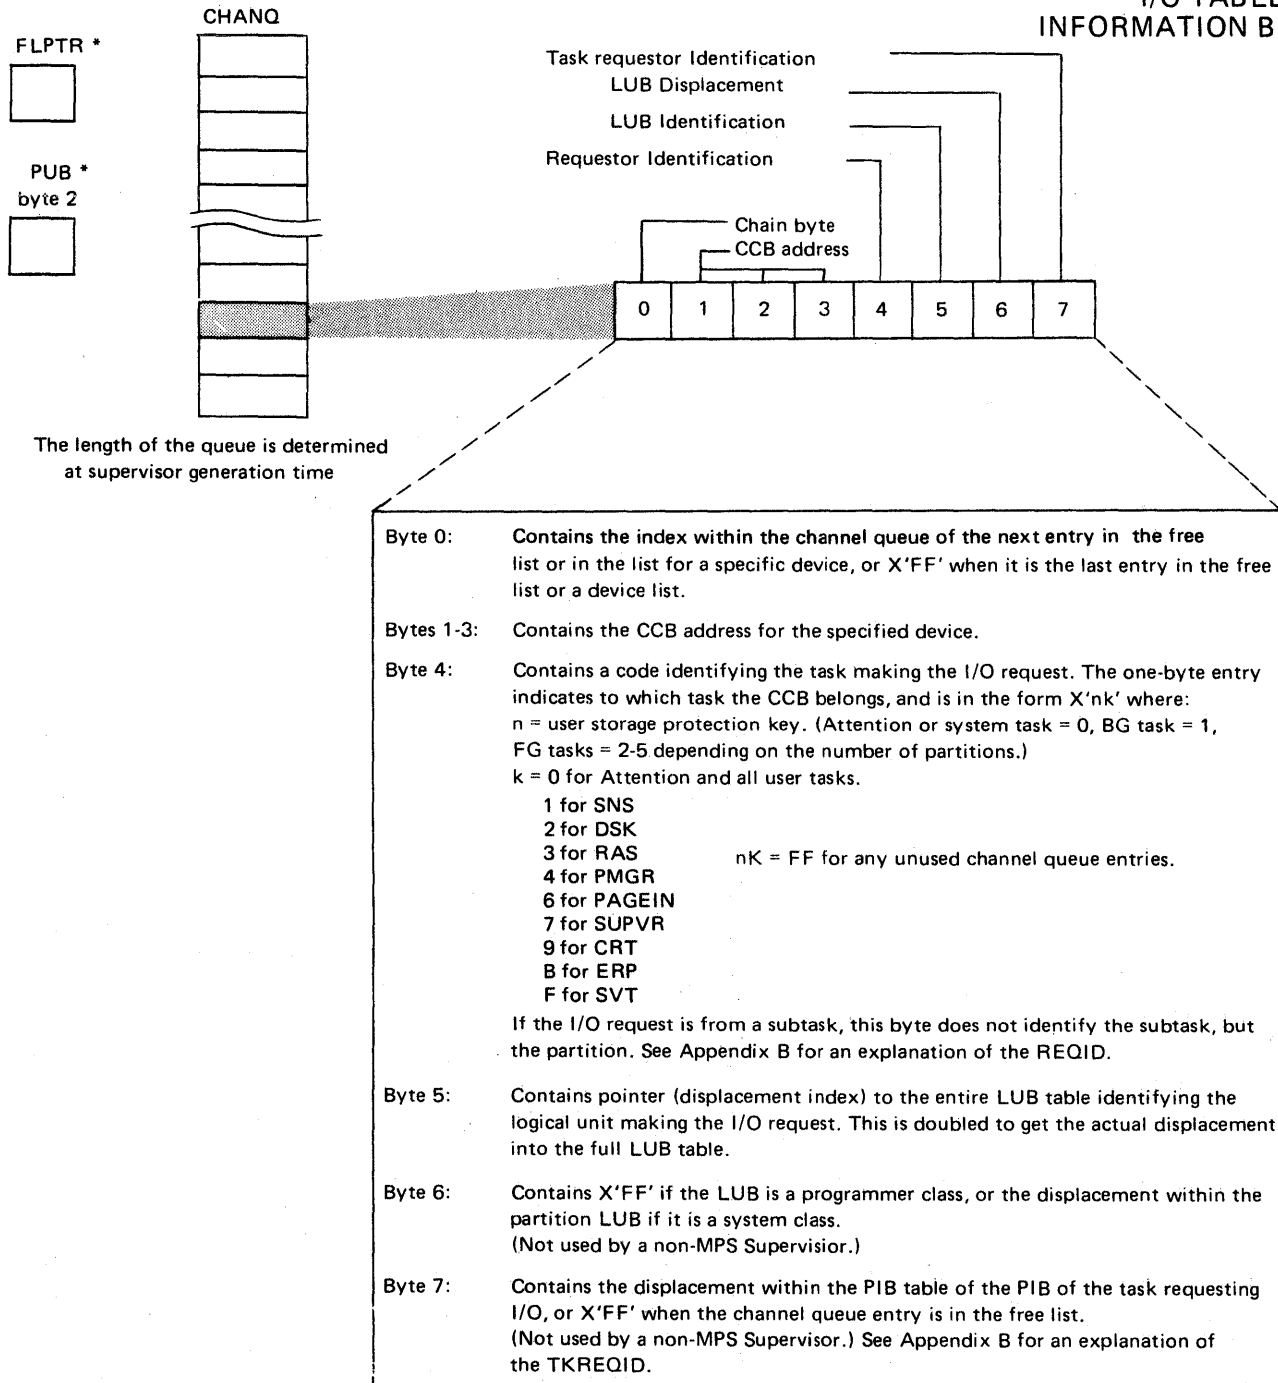 I/O TABLE
INFORMATION B
CHANQ
FLPTR *
PUB *
byte 2
Task requestor Identification
LUB Displacement
LUB Identification
Requestor Identification
Chain byte
CCB address
0 1 2 3 4 5 6 7
The length of the queue is determined
at supervisor generation time
Byte 0: Contains the index within the channel queue of the next entry in the free
list or in the list for a specific device, or X'FF' when it is the last entry in the free
list or a device list.
Bytes 1-3: Contains the CCB address for the specified device.
Byte 4: Contains a code identifying the task making the I/O request. The one-byte entry
indicates to which task the CCB belongs, and is in the form X'nk' where:
n = user storage protection key. (Attention or system task = 0, BG task = 1,
FG tasks = 2-5 depending on the number of partitions.)
k = 0 for Attention and all user tasks.
1 for SNS
2 for DSK
3 for RAS nK = FF for any unused channel queue entries.
4 for PMGR
6 for PAGEIN
7 for SUPVR
9 for CRT
B for ERP
F for SVT
If the I/O request is from a subtask, this byte does not identify the subtask, but
the partition. See Appendix B for an explanation of the REQID.
Byte 5: Contains pointer (displacement index) to the entire LUB table identifying the
logical unit making the I/O request. This is doubled to get the actual displacement
into the full LUB table.
Byte 6: Contains X'FF' if the LUB is a programmer class, or the displacement within the
partition LUB if it is a system class.
(Not used by a non-MPS Supervisior.)
Byte 7: Contains the displacement within the PIB table of the PIB of the task requesting
I/O, or X'FF' when the channel queue entry is in the free list.
(Not used by a non-MPS Supervisor.) See Appendix B for an explanation of
the TKREQID.